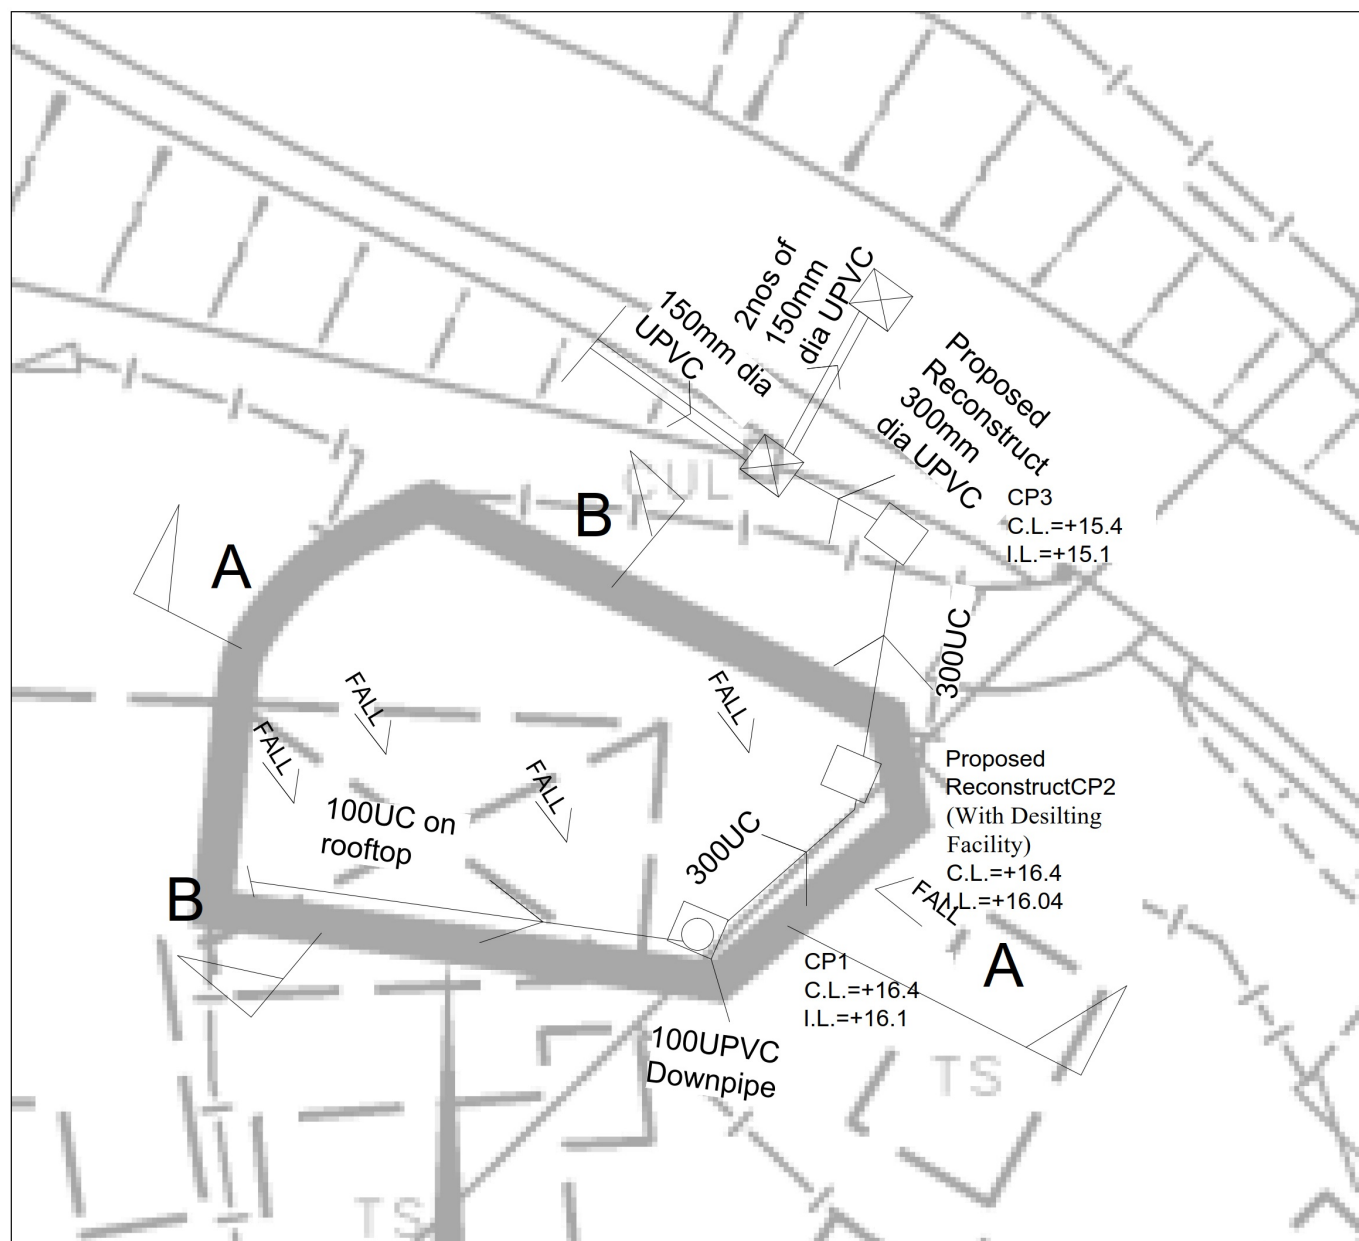 2nos of
150mm
dia UPVC
150mm dia
UPVC
Proposed
Reconstruct
300mm
dia UPVC
CUL
B
CP3
C.L.=+15.4
I.L.=+15.1
A
300UC
FALL
FALL
FALL
FALL
Proposed
ReconstructCP2
(With Desilting
Facility)
C.L.=+16.4
I.L.=+16.04
100UC on
rooftop
300UC
B
FALL
A
CP1
C.L.=+16.4
I.L.=+16.1
100UPVC
Downpipe
TS
TS